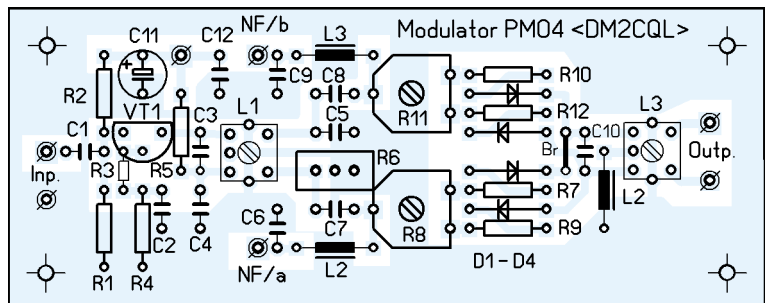 NF/b
Modulator PM04 <DM2CQL>
C11
C12
L3
+
C9
C8
R10
R2
VT1
C3
L1
C5
R11
R12
L3
C1
R6
Br
C10
Outp.
Inp.
R3
R5
R7
L2
C6
C7
R8
R9
C2
C4
R1
R4
NF/a
L2
D1-D4